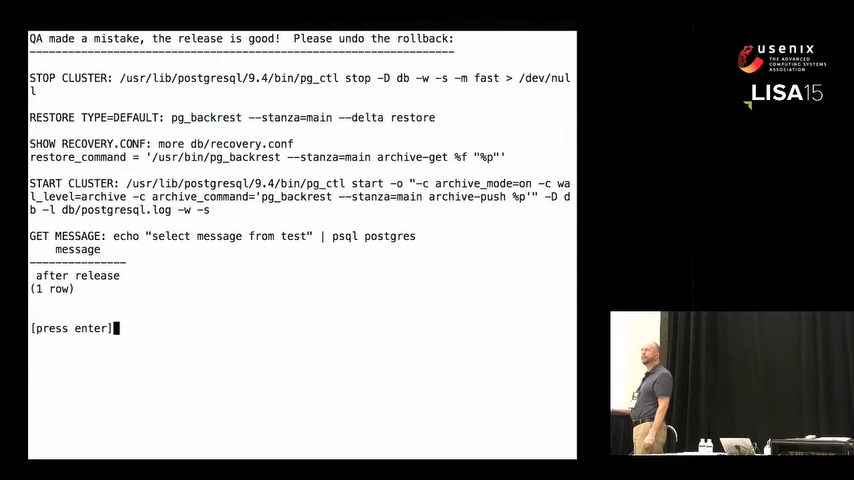 QA made a mistake, the release is good!  Please undo the rollback:
--------------------------------------------------------------------
STOP CLUSTER: /usr/lib/postgresql/9.4/bin/pg_ctl stop -D db -w -s -m fast > /dev/nul
l
RESTORE TYPE=DEFAULT: pg_backrest --stanza=main --delta restore
SHOW RECOVERY.CONF: more db/recovery.conf
restore_command = '/usr/bin/pg_backrest --stanza=main archive-get %f "%p"'
START CLUSTER: /usr/lib/postgresql/9.4/bin/pg_ctl start -o "-c archive_mode=on -c wa
l_level=archive -c archive_command='pg_backrest --stanza=main archive-push %p'" -D d
b -l db/postgresql.log -w -s
GET MESSAGE: echo "select message from test" | psql postgres
    message
---------------
 after release
(1 row)
[press enter]
usenix
THE ADVANCED
COMPUTING SYSTEMS
ASSOCIATION
LISA15